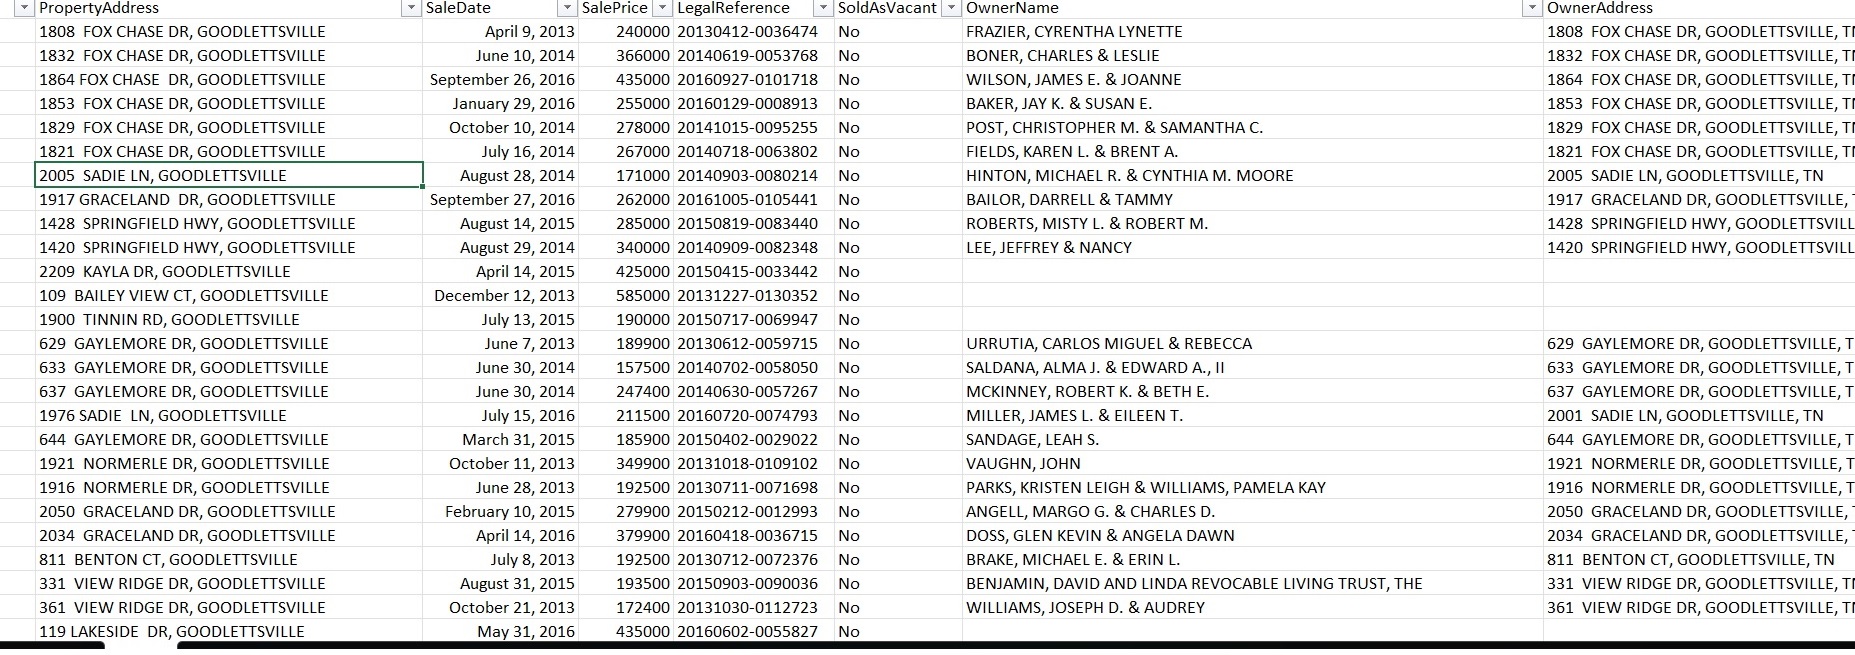 PropertyAddress SaleDate SalePrice LegalReference SoldAsVacant OwnerName OwnerAddress
1808  FOX CHASE DR, GOODLETTSVILLE April 9, 2013 240000 20130412-0036474 No FRAZIER, CYRENTHA LYNETTE 1808  FOX CHASE DR, GOODLETTSVILLE, TN
1832  FOX CHASE DR, GOODLETTSVILLE June 10, 2014 366000 20140619-0053768 No BONER, CHARLES & LESLIE 1832  FOX CHASE DR, GOODLETTSVILLE, TN
1864 FOX CHASE  DR, GOODLETTSVILLE September 26, 2016 435000 20160927-0101718 No WILSON, JAMES E. & JOANNE 1864  FOX CHASE DR, GOODLETTSVILLE, TN
1853  FOX CHASE DR, GOODLETTSVILLE January 29, 2016 255000 20160129-0008913 No BAKER, JAY K. & SUSAN E. 1853  FOX CHASE DR, GOODLETTSVILLE, TN
1829  FOX CHASE DR, GOODLETTSVILLE October 10, 2014 278000 20141015-0095255 No POST, CHRISTOPHER M. & SAMANTHA C. 1829  FOX CHASE DR, GOODLETTSVILLE, TN
1821  FOX CHASE DR, GOODLETTSVILLE July 16, 2014 267000 20140718-0063802 No FIELDS, KAREN L. & BRENT A. 1821  FOX CHASE DR, GOODLETTSVILLE, TN
2005  SADIE LN, GOODLETTSVILLE August 28, 2014 171000 20140903-0080214 No HINTON, MICHAEL R. & CYNTHIA M. MOORE 2005  SADIE LN, GOODLETTSVILLE, TN
1917 GRACELAND  DR, GOODLETTSVILLE September 27, 2016 262000 20161005-0105441 No BAILOR, DARRELL & TAMMY 1917  GRACELAND DR, GOODLETTSVILLE,
1428  SPRINGFIELD HWY, GOODLETTSVILLE August 14, 2015 285000 20150819-0083440 No ROBERTS, MISTY L. & ROBERT M. 1428  SPRINGFIELD HWY, GOODLETTSVILL
1420  SPRINGFIELD HWY, GOODLETTSVILLE August 29, 2014 340000 20140909-0082348 No LEE, JEFFREY & NANCY 1420  SPRINGFIELD HWY, GOODLETTSVILL
2209  KAYLA DR, GOODLETTSVILLE April 14, 2015 425000 20150415-0033442 No
109  BAILEY VIEW CT, GOODLETTSVILLE December 12, 2013 585000 20131227-0130352 No
1900  TINNIN RD, GOODLETTSVILLE July 13, 2015 190000 20150717-0069947 No
629  GAYLEMORE DR, GOODLETTSVILLE June 7, 2013 189900 20130612-0059715 No URRUTIA, CARLOS MIGUEL & REBECCA 629  GAYLEMORE DR, GOODLETTSVILLE, T
633  GAYLEMORE DR, GOODLETTSVILLE June 30, 2014 157500 20140702-0058050 No SALDANA, ALMA J. & EDWARD A., II 633  GAYLEMORE DR, GOODLETTSVILLE, T
637  GAYLEMORE DR, GOODLETTSVILLE June 30, 2014 247400 20140630-0057267 No MCKINNEY, ROBERT K. & BETH E. 637  GAYLEMORE DR, GOODLETTSVILLE, T
1976 SADIE  LN, GOODLETTSVILLE July 15, 2016 211500 20160720-0074793 No MILLER, JAMES L. & EILEEN T. 2001  SADIE LN, GOODLETTSVILLE, TN
644  GAYLEMORE DR, GOODLETTSVILLE March 31, 2015 185900 20150402-0029022 No SANDAGE, LEAH S. 644  GAYLEMORE DR, GOODLETTSVILLE, T
1921  NORMERLE DR, GOODLETTSVILLE October 11, 2013 349900 20131018-0109102 No VAUGHN, JOHN 1921  NORMERLE DR, GOODLETTSVILLE, T
1916  NORMERLE DR, GOODLETTSVILLE June 28, 2013 192500 20130711-0071698 No PARKS, KRISTEN LEIGH & WILLIAMS, PAMELA KAY 1916  NORMERLE DR, GOODLETTSVILLE, T
2050  GRACELAND DR, GOODLETTSVILLE February 10, 2015 279900 20150212-0012993 No ANGELL, MARGO G. & CHARLES D. 2050  GRACELAND DR, GOODLETTSVILLE,
2034  GRACELAND DR, GOODLETTSVILLE April 14, 2016 379900 20160418-0036715 No DOSS, GLEN KEVIN & ANGELA DAWN 2034  GRACELAND DR, GOODLETTSVILLE,
811  BENTON CT, GOODLETTSVILLE July 8, 2013 192500 20130712-0072376 No BRAKE, MICHAEL E. & ERIN L. 811  BENTON CT, GOODLETTSVILLE, TN
331  VIEW RIDGE DR, GOODLETTSVILLE August 31, 2015 193500 20150903-0090036 No BENJAMIN, DAVID AND LINDA REVOCABLE LIVING TRUST, THE 331  VIEW RIDGE DR, GOODLETTSVILLE, TN
361  VIEW RIDGE DR, GOODLETTSVILLE October 21, 2013 172400 20131030-0112723 No WILLIAMS, JOSEPH D. & AUDREY 361  VIEW RIDGE DR, GOODLETTSVILLE, TN
119 LAKESIDE  DR, GOODLETTSVILLE May 31, 2016 435000 20160602-0055827 No